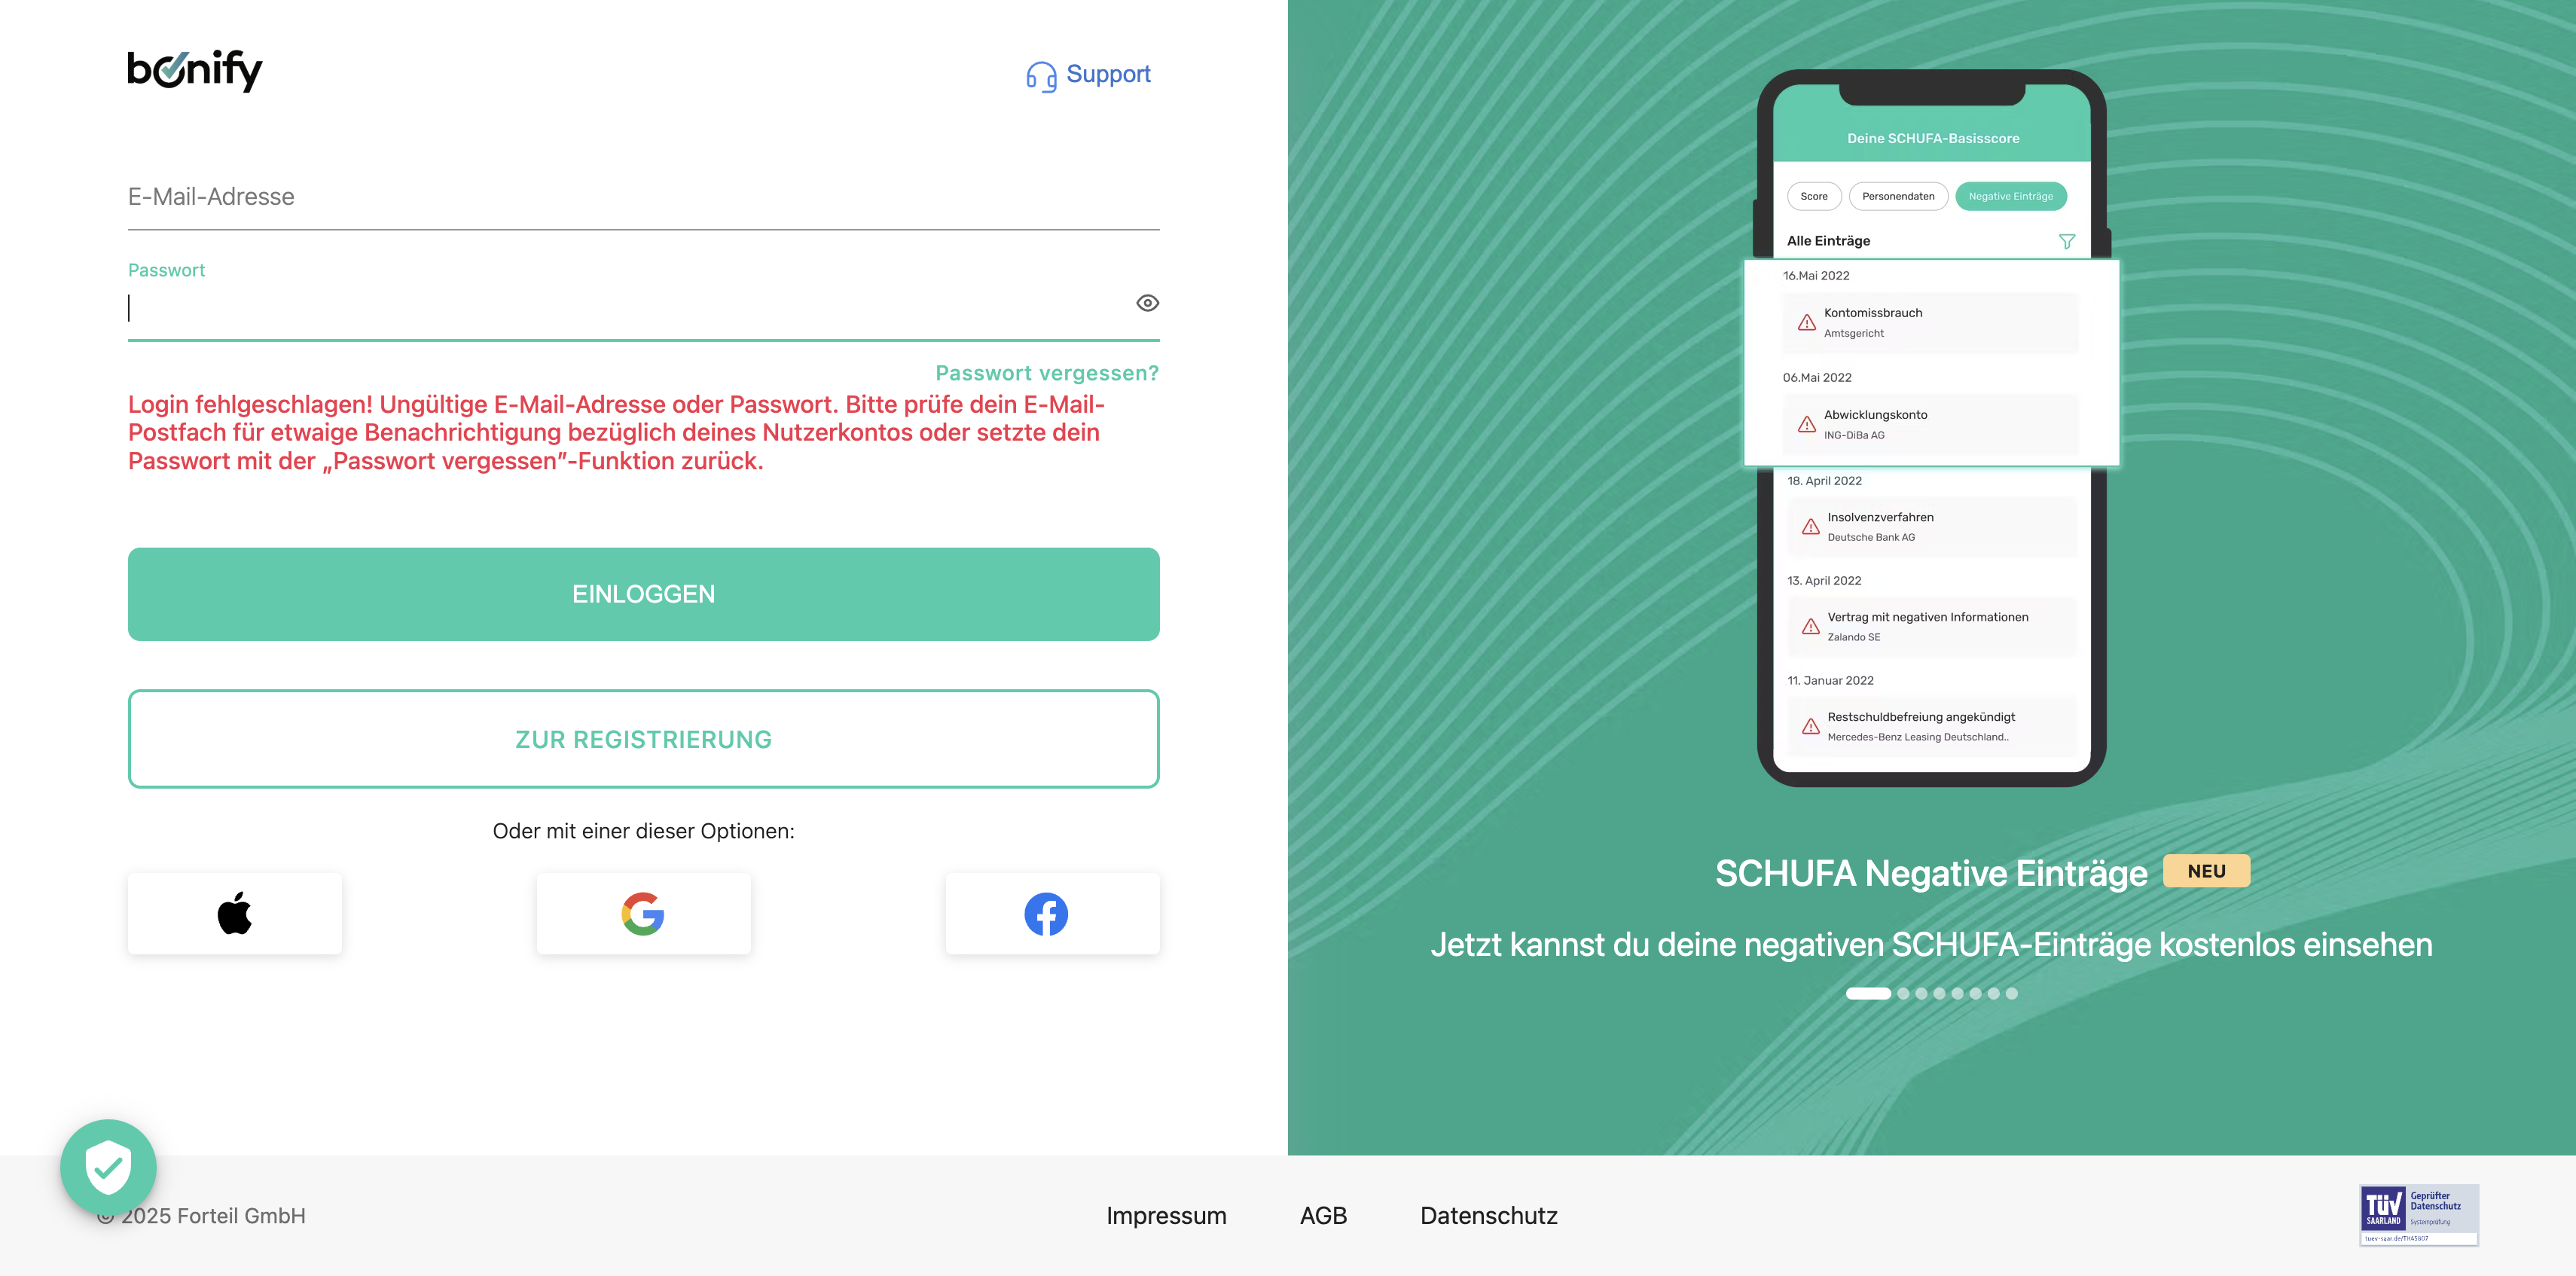 bonify
Support
E-Mail-Adresse
Passwort
Passwort vergessen?
Login fehlgeschlagen! Ungültige E-Mail-Adresse oder Passwort. Bitte prüfe dein E-Mail-
Postfach für etwaige Benachrichtigung bezüglich deines Nutzerkontos oder setzte dein
Passwort mit der „Passwort vergessen”-Funktion zurück.
EINLOGGEN
ZUR REGISTRIERUNG
Oder mit einer dieser Optionen:
Deine SCHUFA-Basisscore
Score Personendaten Negative Einträge
Alle Einträge
16.Mai 2022
Kontomissbrauch
Amtsgericht
06.Mai 2022
Abwicklungskonto
ING-DiBa AG
18. April 2022
Insolvenzverfahren
Deutsche Bank AG
13. April 2022
Vertrag mit negativen Informationen
Zalando SE
11. Januar 2022
Restschuldbefreiung angekündigt
Mercedes-Benz Leasing Deutschland..
SCHUFA Negative Einträge NEU
Jetzt kannst du deine negativen SCHUFA-Einträge kostenlos einsehen
© 2025 Forteil GmbH
Impressum AGB Datenschutz
TÜV
SAARLAND
Geprüfter
Datenschutz
Systemprüfung